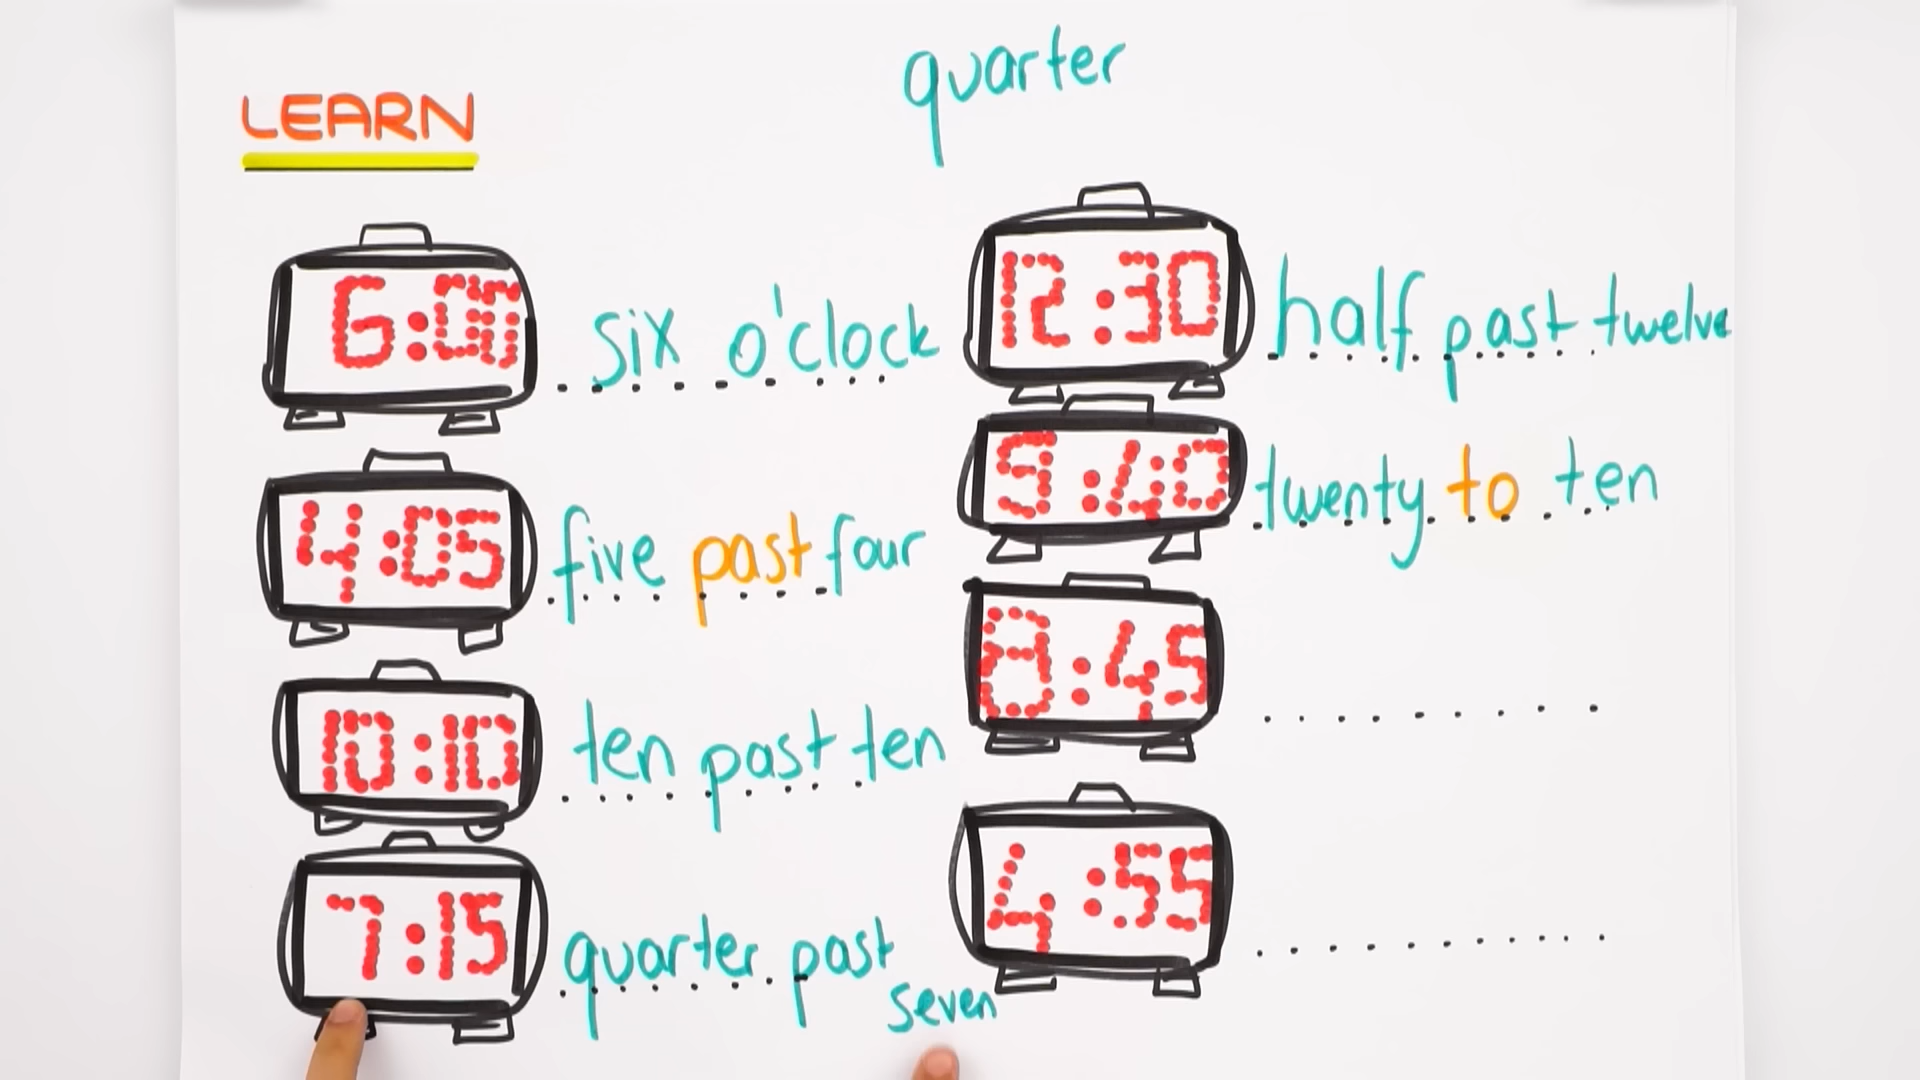 quarter
LEARN
6:00 six o'clock
4:05 five past four
10:10 ten past ten
7:15 quarter past
seven
12:30 half past twelve
9:40 twenty to ten
8:45
4:55